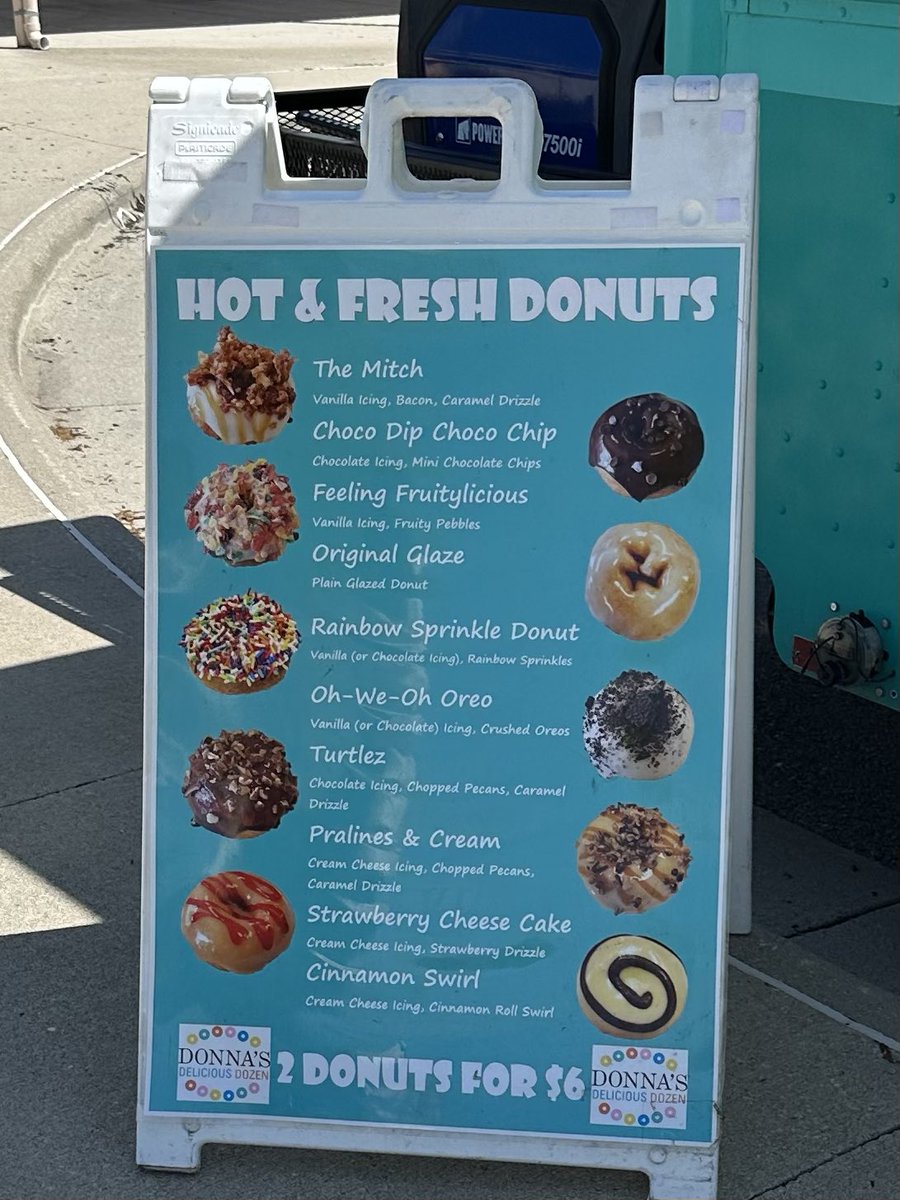 Signicade
PLASTICADE
POWER
7500i
HOT & FRESH DONUTS
The Mitch
Vanilla Icing, Bacon, Caramel Drizzle
Choco Dip Choco Chip
Chocolate Icing, Mini Chocolate Chips
Feeling Fruitylicious
Vanilla Icing, Fruity Pebbles
Original Glaze
Plain Glazed Donut
Rainbow Sprinkle Donut
Vanilla (or Chocolate Icing), Rainbow Sprinkles
Oh-We-Oh Oreo
Vanilla (or Chocolate) Icing, Crushed Oreos
Turtlez
Chocolate Icing, Chopped Pecans, Caramel
Drizzle
Pralines & Cream
Cream Cheese Icing, Chopped Pecans,
Caramel Drizzle
Strawberry Cheese Cake
Cream Cheese Icing, Strawberry Drizzle
Cinnamon Swirl
Cream Cheese Icing, Cinnamon Roll Swirl
DONNA'S
DELICIOUS DOZEN
2 DONUTS FOR $6
DONNA'S
DELICIOUS DOZEN